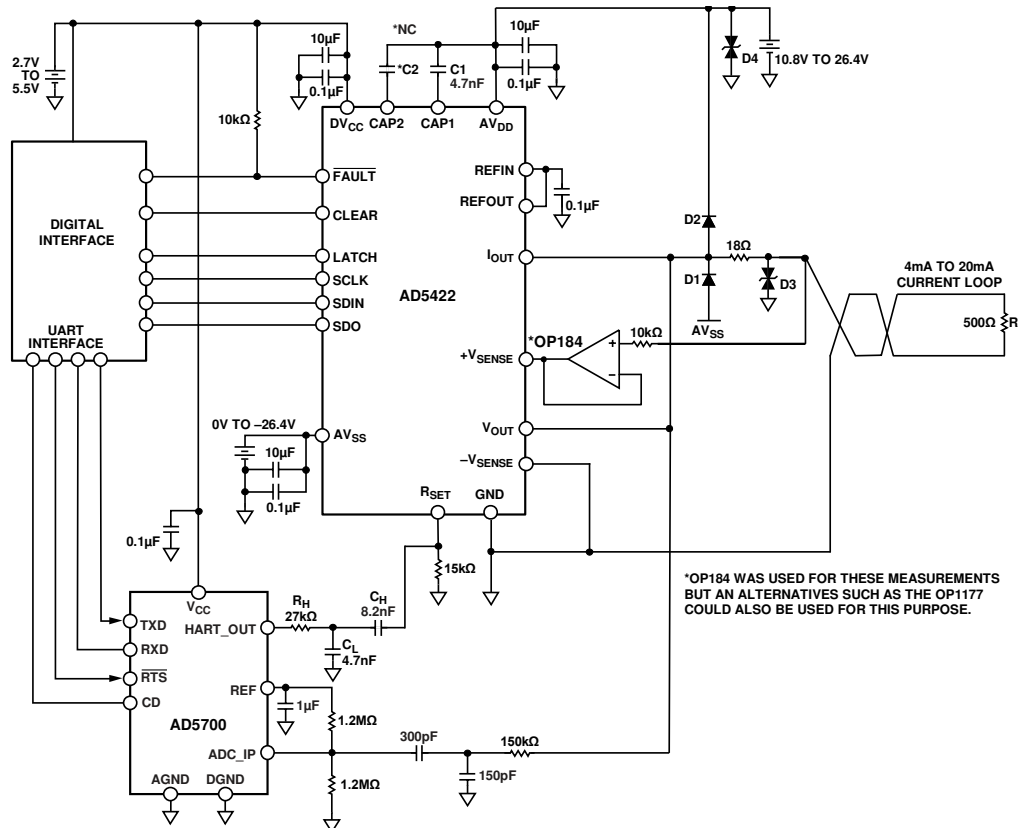 *NC
10µF
10µF
2.7V
TO
5.5V
*C2
C1
4.7nF
D4
10.8V TO 26.4V
0.1µF
0.1µF
10kΩ
DVCC
CAP2
CAP1
AVDD
FAULT
REFIN
CLEAR
REFOUT
0.1µF
DIGITAL
INTERFACE
D2
18Ω
LATCH
IOUT
SCLK
AD5422
D1
D3
4mA TO 20mA
CURRENT LOOP
SDIN
SDO
AVSS
500Ω
R
UART
INTERFACE
*OP184
10kΩ
+
−
+VSENSE
0V TO –26.4V
VOUT
AVSS
10µF
–VSENSE
0.1µF
RSET
GND
0.1µF
15kΩ
*OP184 WAS USED FOR THESE MEASUREMENTS
BUT AN ALTERNATIVES SUCH AS THE OP1177
COULD ALSO BE USED FOR THIS PURPOSE.
VCC
RH
27kΩ
CH
8.2nF
TXD
HART_OUT
RXD
CL
4.7nF
RTS
REF
CD
1µF
1.2MΩ
AD5700
300pF
150kΩ
ADC_IP
150pF
AGND
DGND
1.2MΩ